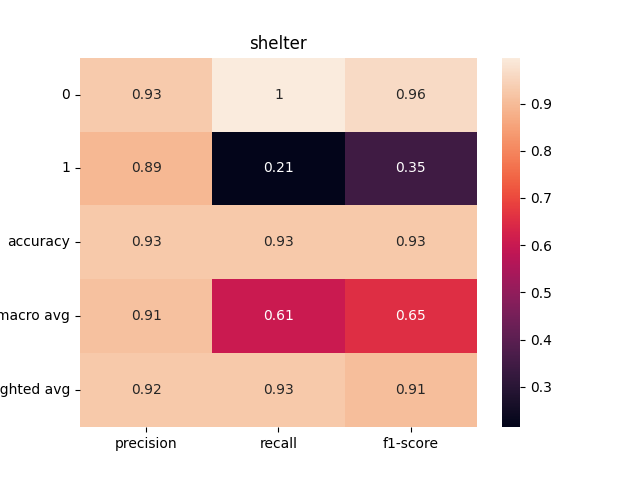 shelter
0 0.93 1 0.96
1 0.89 0.21 0.35
accuracy 0.93 0.93 0.93
macro avg 0.91 0.61 0.65
ghted avg 0.92 0.93 0.91
precision recall f1-score
0.9
0.8
0.7
0.6
0.5
0.4
0.3